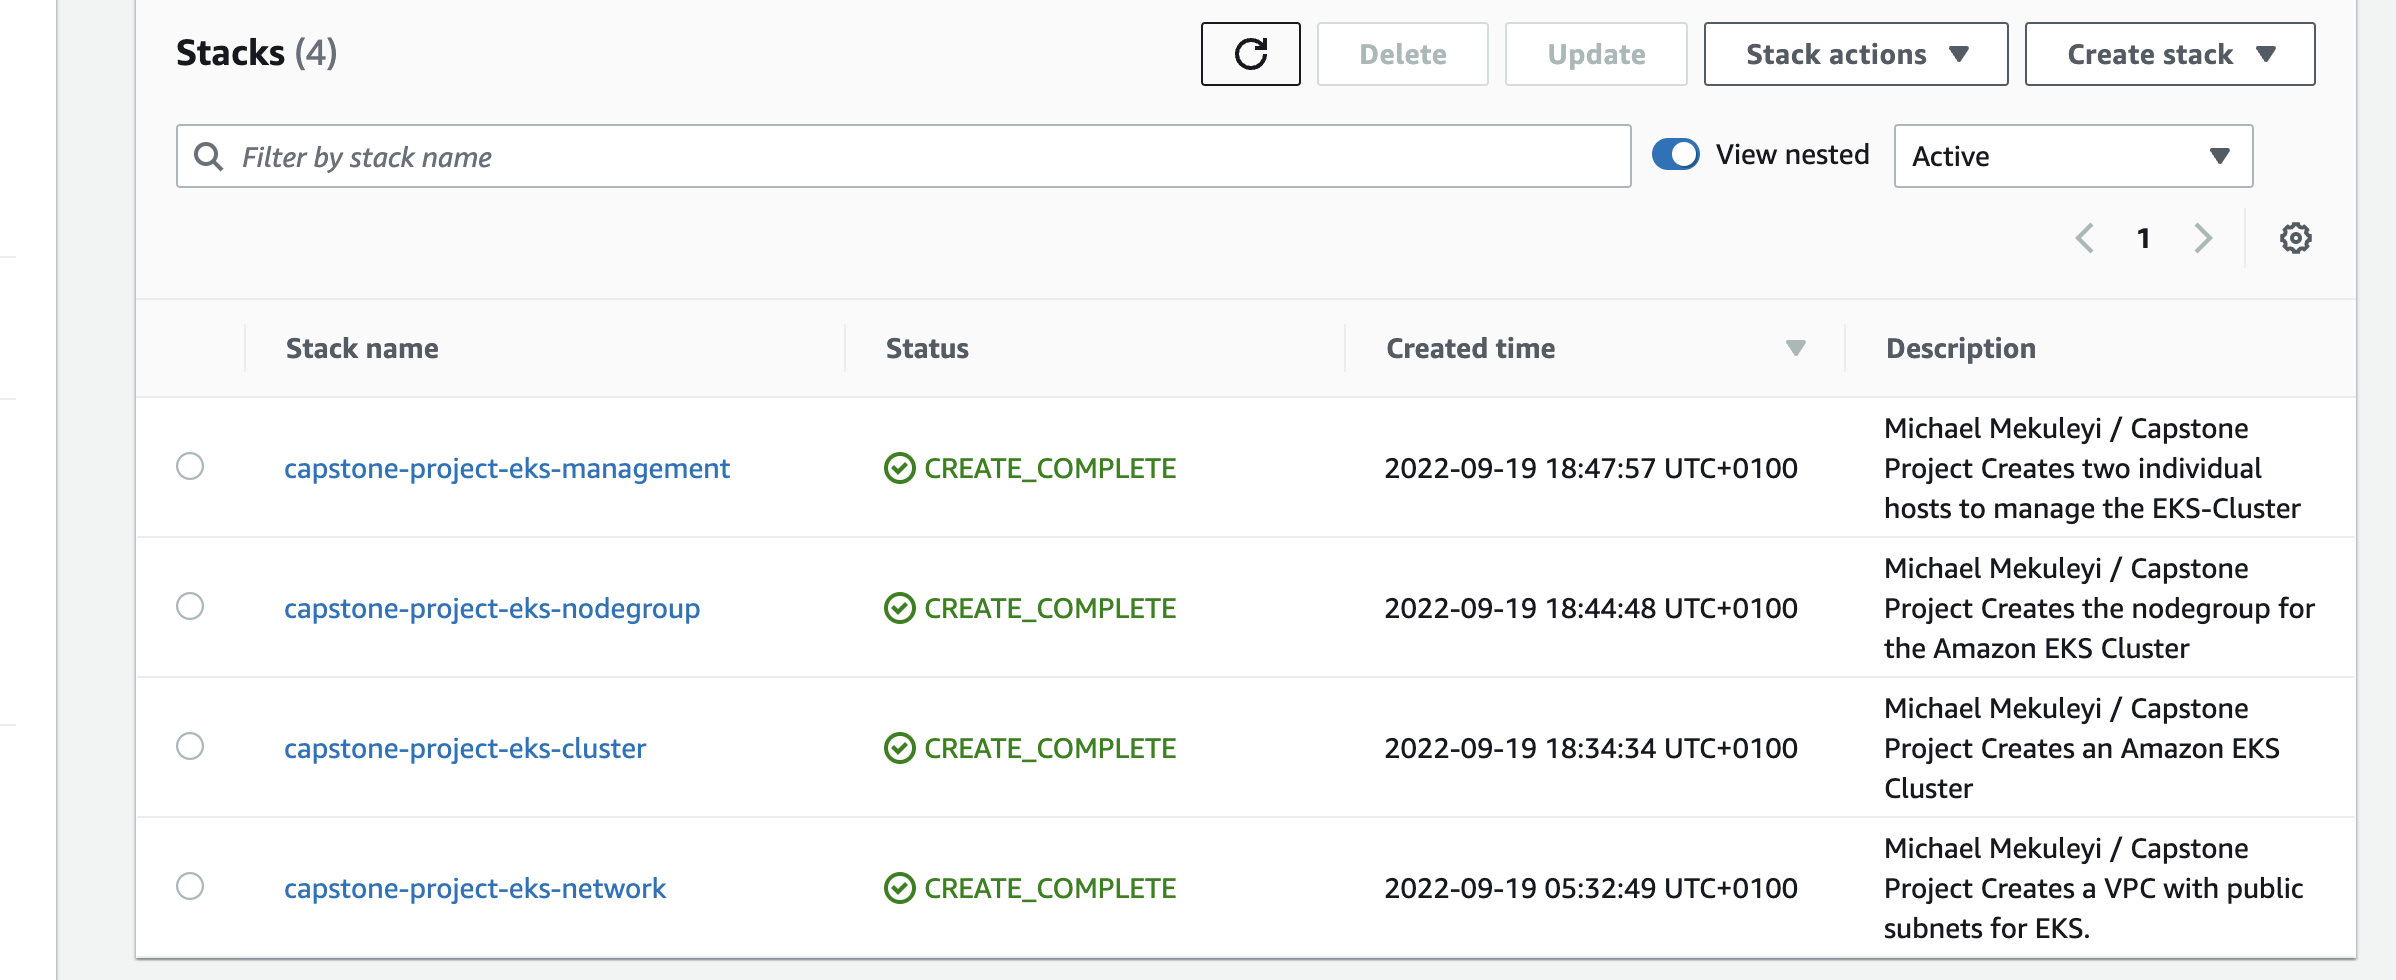 Stacks (4)
Delete
Update
Stack actions
Create stack
Filter by stack name
View nested
Active
1
Stack name
Status
Created time
Description
capstone-project-eks-management
CREATE_COMPLETE
2022-09-19 18:47:57 UTC+0100
Michael Mekuleyi / Capstone
Project Creates two individual
hosts to manage the EKS-Cluster
capstone-project-eks-nodegroup
CREATE_COMPLETE
2022-09-19 18:44:48 UTC+0100
Michael Mekuleyi / Capstone
Project Creates the nodegroup for
the Amazon EKS Cluster
capstone-project-eks-cluster
CREATE_COMPLETE
2022-09-19 18:34:34 UTC+0100
Michael Mekuleyi / Capstone
Project Creates an Amazon EKS
Cluster
capstone-project-eks-network
CREATE_COMPLETE
2022-09-19 05:32:49 UTC+0100
Michael Mekuleyi / Capstone
Project Creates a VPC with public
subnets for EKS.